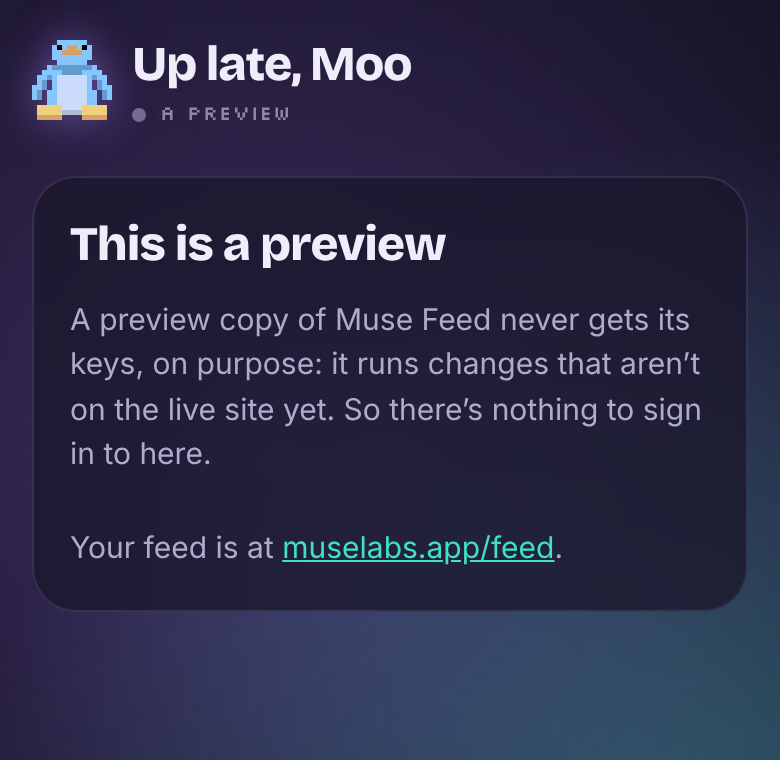 Up late, Moo
A PREVIEW
This is a preview
A preview copy of Muse Feed never gets its
keys, on purpose: it runs changes that aren’t
on the live site yet. So there’s nothing to sign
in to here.
Your feed is at muselabs.app/feed.